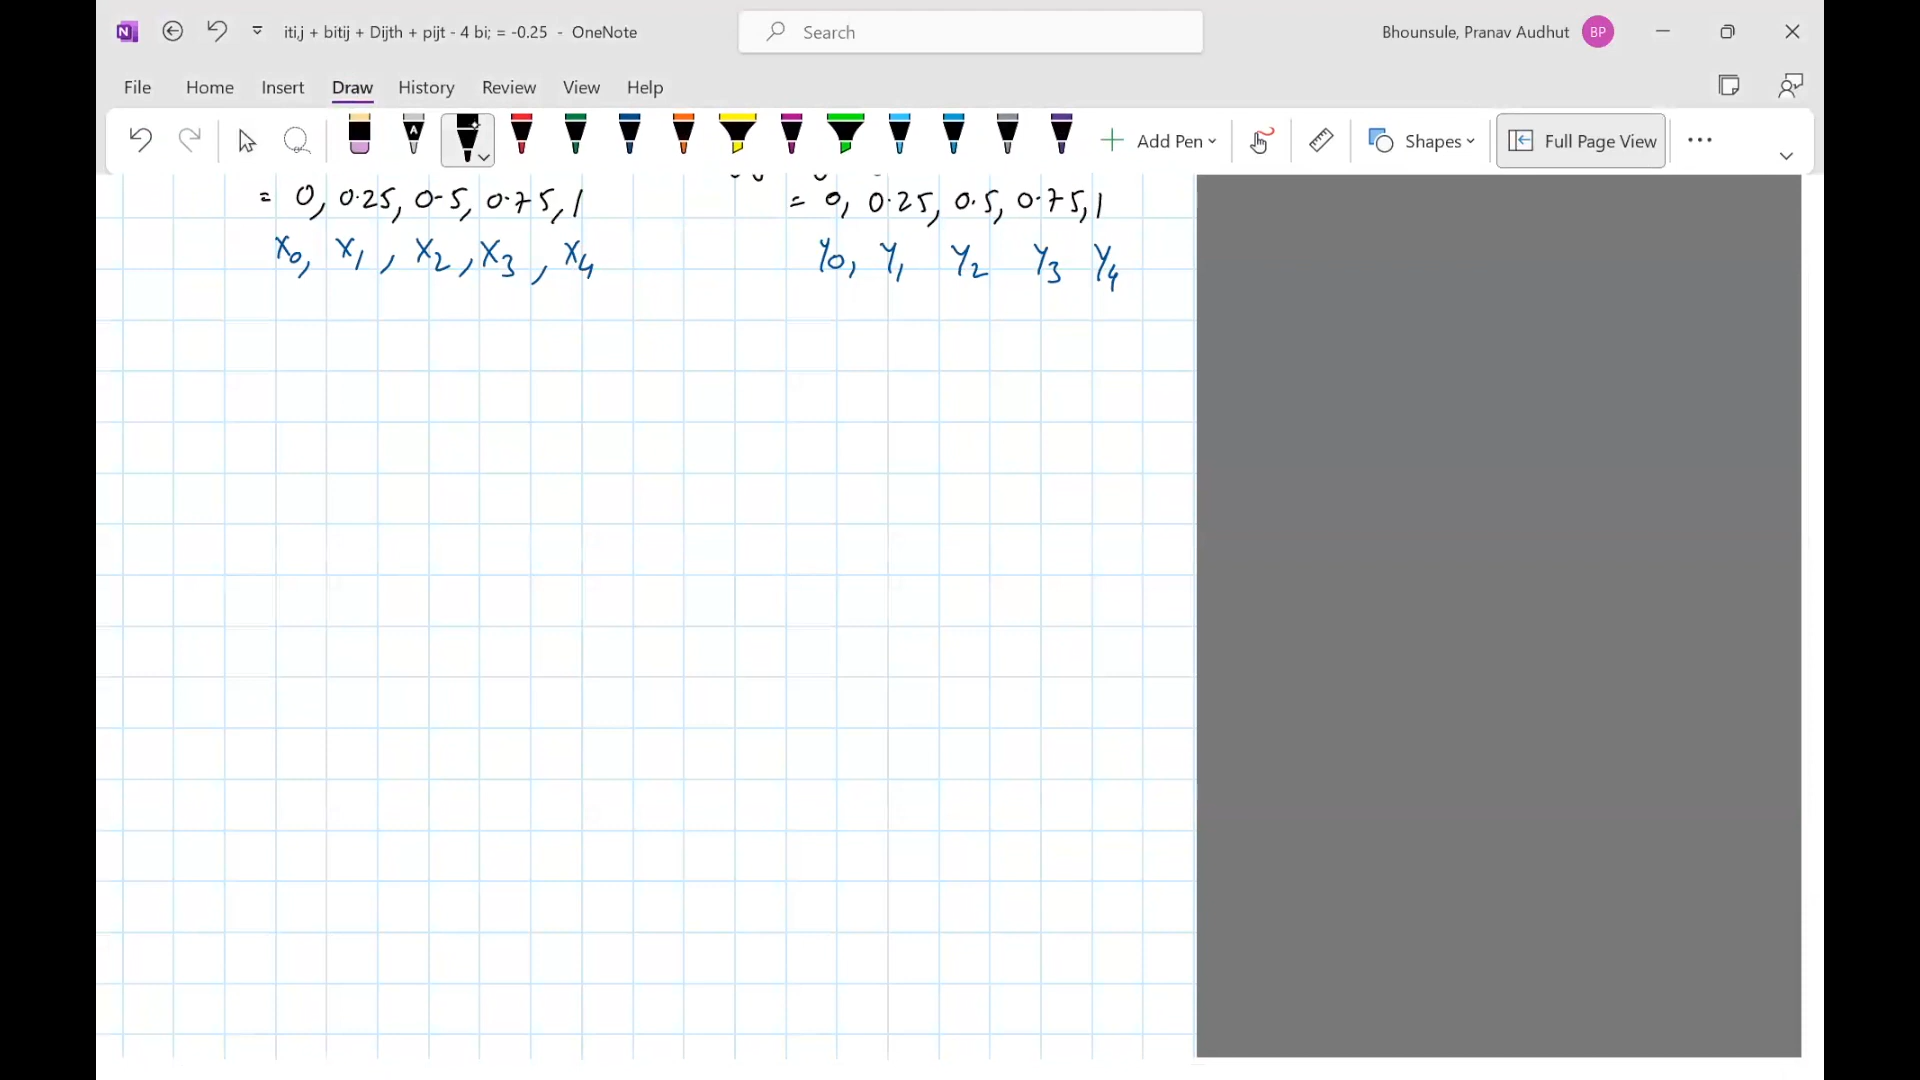 iti,j + bitij + Dijth + pijt - 4 bi; = -0.25 - OneNote
Search
Bhounsule, Pranav Audhut
BP
File Home Insert Draw History Review View Help
Add Pen
Shapes
Full Page View
= 0, 0.25, 0.5, 0.75, 1
= 0, 0.25, 0.5, 0.75, 1
X0, X1, X2, X3, X4
Y0, Y1 Y2 Y3 Y4